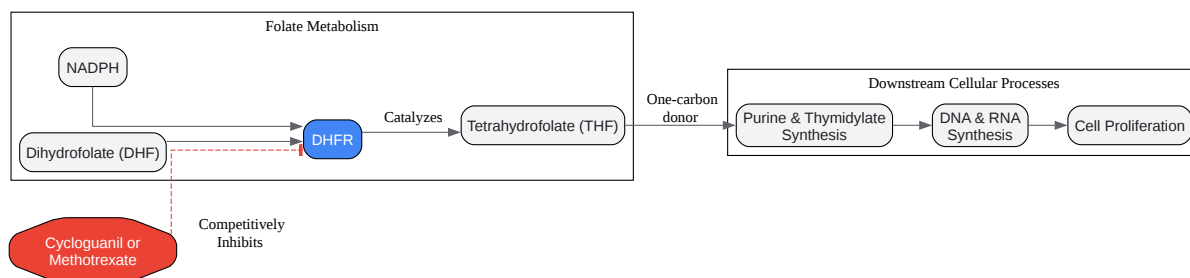 Folate Metabolism
NADPH
Dihydrofolate (DHF)
DHFR
Catalyzes
Tetrahydrofolate (THF)
One-carbon
donor
Downstream Cellular Processes
Purine & Thymidylate
Synthesis
DNA & RNA
Synthesis
Cell Proliferation
Competitively
Inhibits
Cycloguanil or
Methotrexate